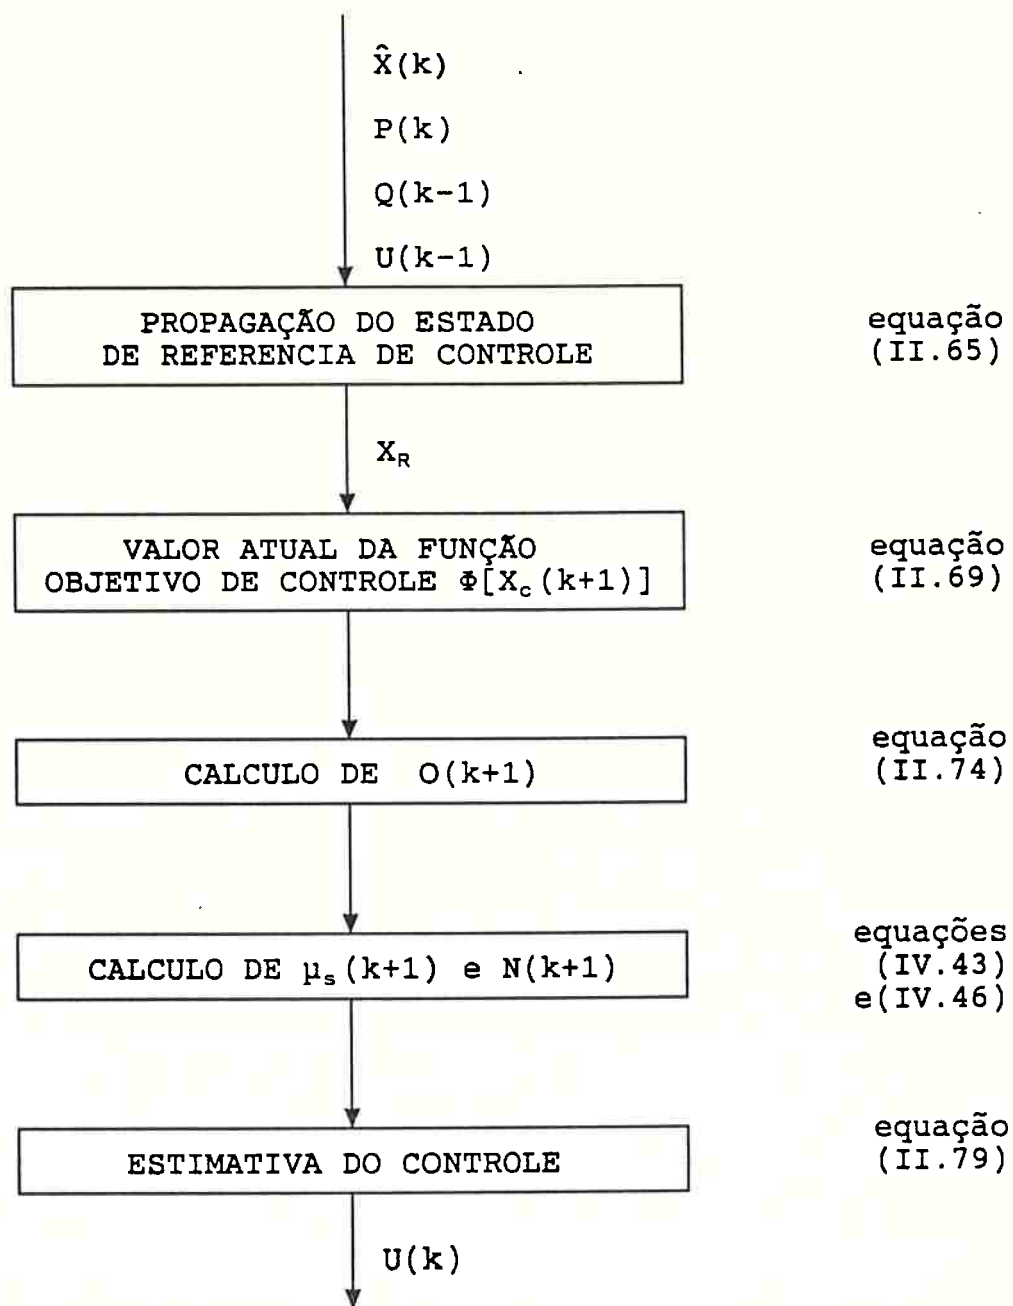 X̂(k)
P(k)
Q(k-1)
U(k-1)
PROPAGAÇÃO DO ESTADO
DE REFERENCIA DE CONTROLE
equação
(II.65)
X_R
VALOR ATUAL DA FUNÇÃO
OBJETIVO DE CONTROLE Φ[X_c(k+1)]
equação
(II.69)
CALCULO DE O(k+1)
equação
(II.74)
CALCULO DE μ_s(k+1) e N(k+1)
equações
(IV.43)
e(IV.46)
ESTIMATIVA DO CONTROLE
equação
(II.79)
U(k)